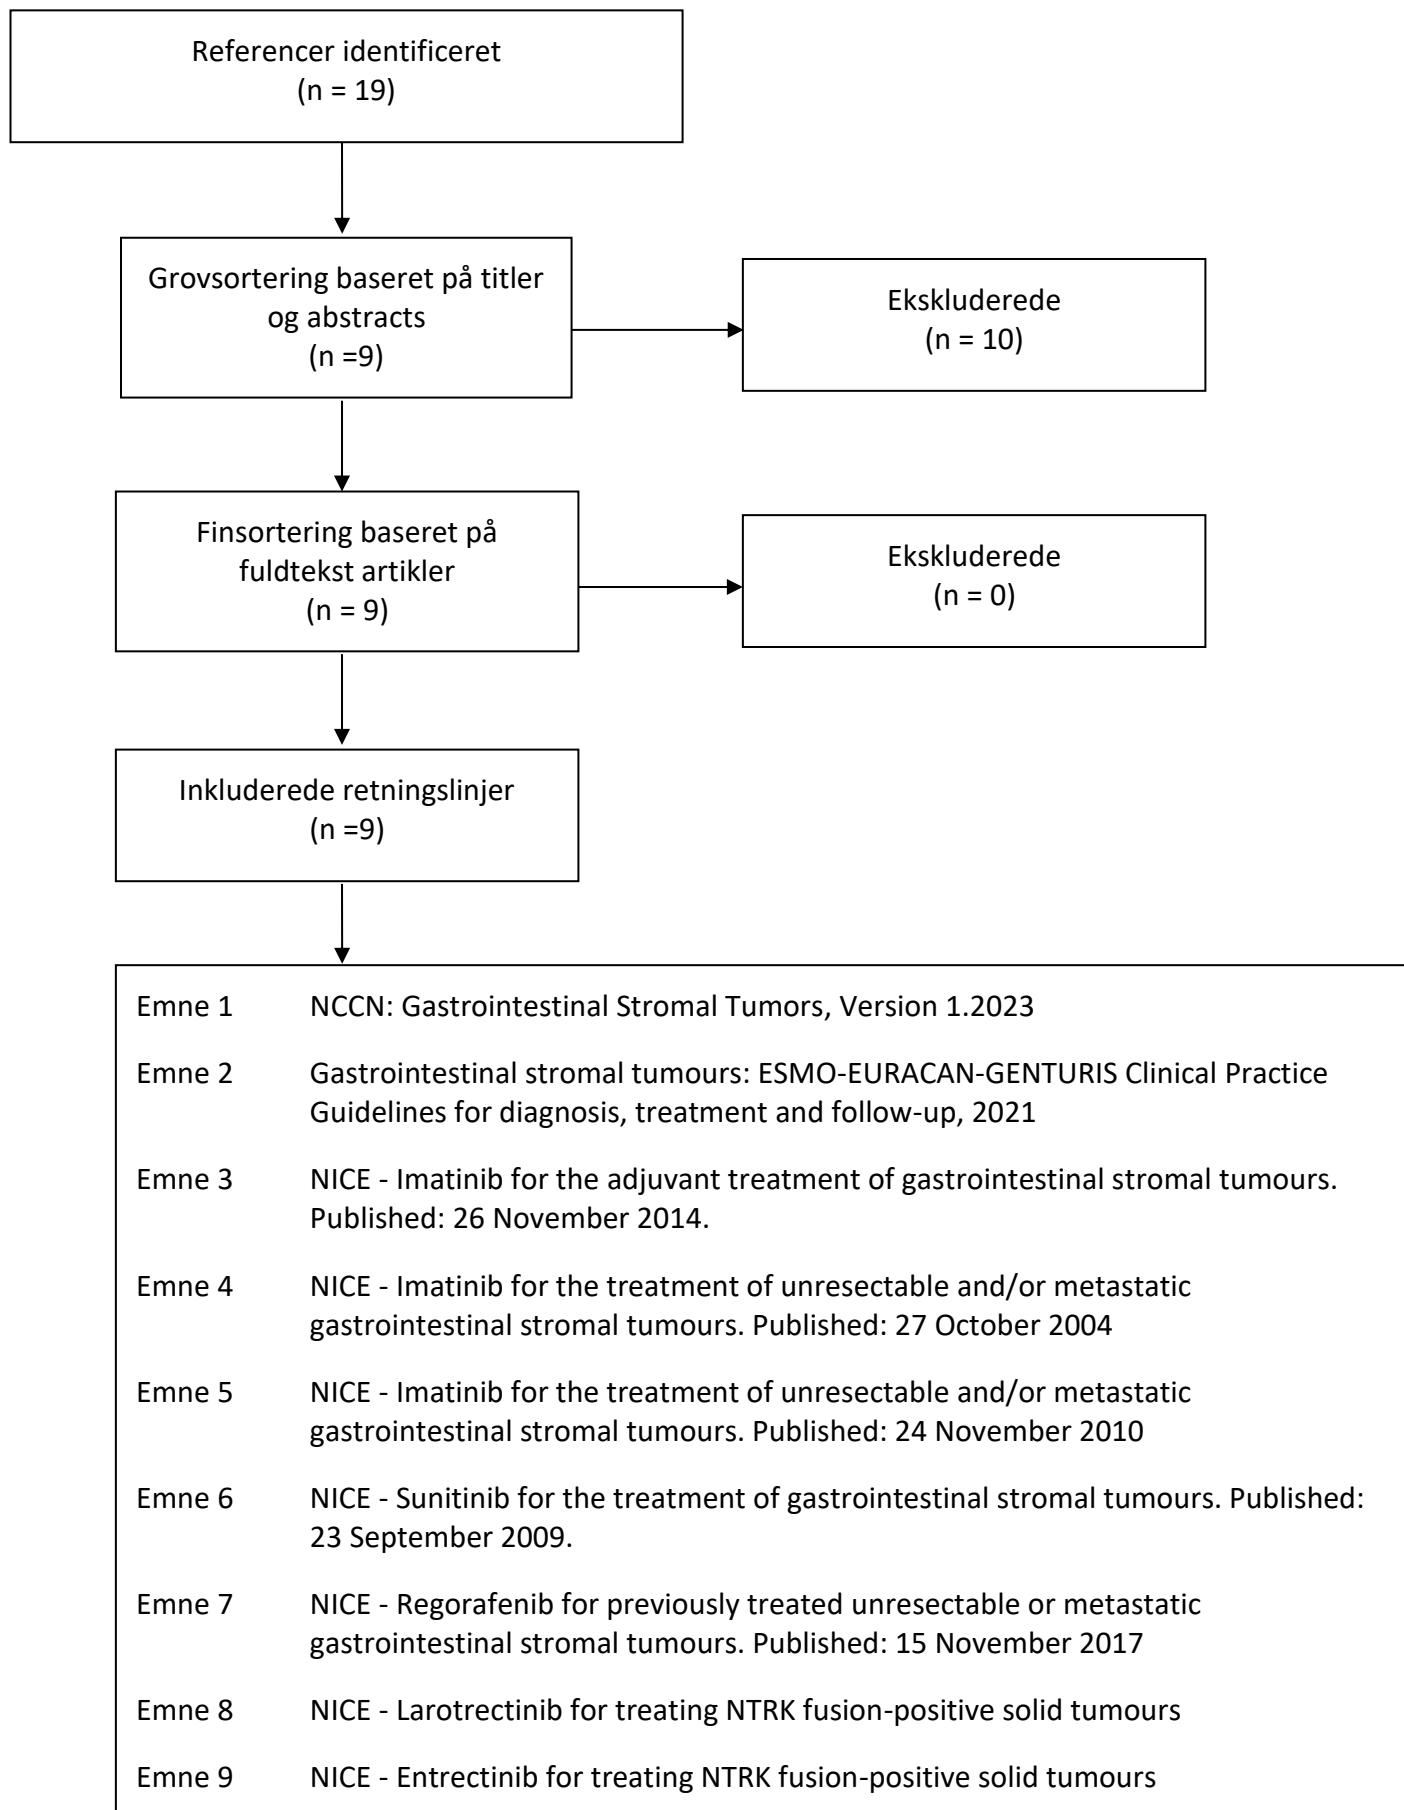 Referencer identificeret
(n = 19)
Grovsortering baseret på titler
og abstracts
(n =9)
Ekskluderede
(n = 10)
Finsortering baseret på
fuldtekst artikler
(n = 9)
Ekskluderede
(n = 0)
Inkluderede retningslinjer
(n =9)
Emne 1 NCCN: Gastrointestinal Stromal Tumors, Version 1.2023
Emne 2 Gastrointestinal stromal tumours: ESMO-EURACAN-GENTURIS Clinical Practice
Guidelines for diagnosis, treatment and follow-up, 2021
Emne 3 NICE - Imatinib for the adjuvant treatment of gastrointestinal stromal tumours.
Published: 26 November 2014.
Emne 4 NICE - Imatinib for the treatment of unresectable and/or metastatic
gastrointestinal stromal tumours. Published: 27 October 2004
Emne 5 NICE - Imatinib for the treatment of unresectable and/or metastatic
gastrointestinal stromal tumours. Published: 24 November 2010
Emne 6 NICE - Sunitinib for the treatment of gastrointestinal stromal tumours. Published:
23 September 2009.
Emne 7 NICE - Regorafenib for previously treated unresectable or metastatic
gastrointestinal stromal tumours. Published: 15 November 2017
Emne 8 NICE - Larotrectinib for treating NTRK fusion-positive solid tumours
Emne 9 NICE - Entrectinib for treating NTRK fusion-positive solid tumours